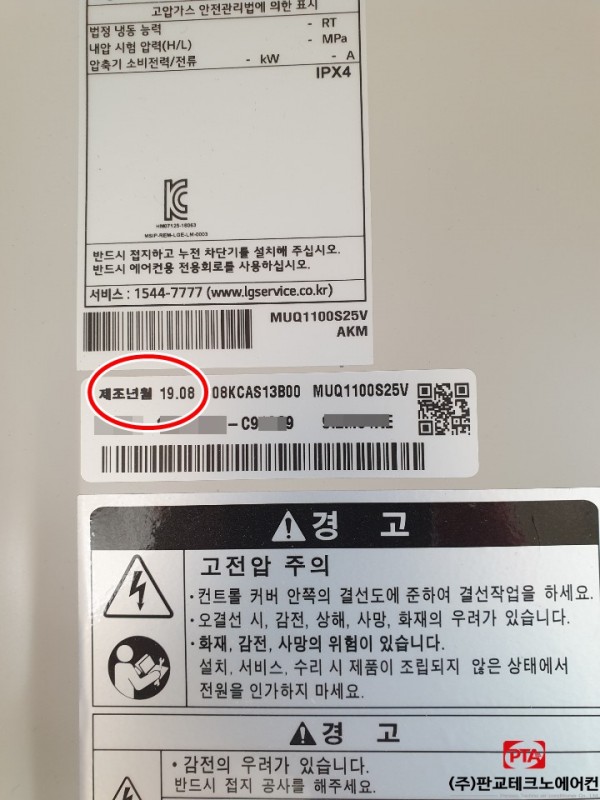 고압가스 안전관리법에 의한 표시
법정 냉동 능력 - RT
내압 시험 압력(H/L) - MPa
압축기 소비전력/전류 - kW - A
IPX4
반드시 접지하고 누전 차단기를 설치해 주십시오.
반드시 에어컨용 전용회로를 사용하십시오.
서비스 : 1544-7777 (www.lgservice.co.kr)
MUQ1100S25V
AKM
제조년월 19.08 08KCAS13B00 MUQ1100S25V
경 고
고전압 주의
·컨트롤 커버 안쪽의 결선도에 준하여 결선작업을 하세요.
·오결선 시, 감전, 상해, 사망, 화재의 우려가 있습니다.
·화재, 감전, 사망의 위험이 있습니다.
설치, 서비스, 수리 시 제품이 조립되지 않은 상태에서
전원을 인가하지 마세요.
경 고
·감전의 우려가 있습니다.
반드시 접지 공사를 해주세요.
PTA
(주)판교테크노에어컨